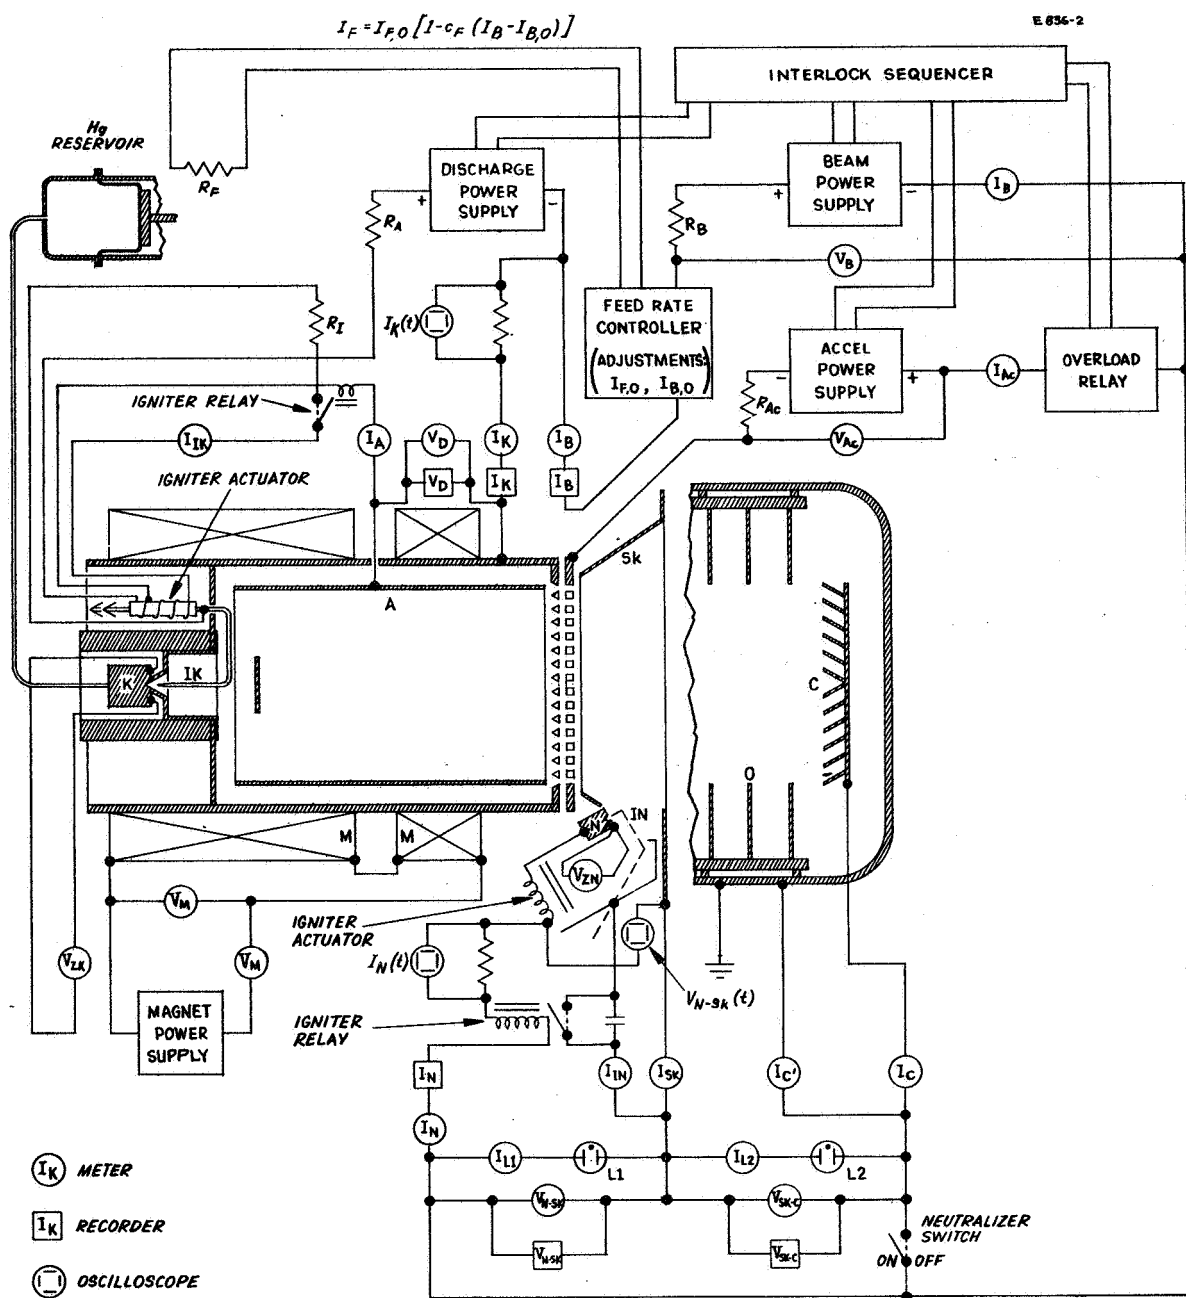 I_F = I_F,O [1-c_F (I_B-I_B,O)]
E 836-2
INTERLOCK SEQUENCER
Hg
RESERVOIR
R_F
DISCHARGE
POWER
SUPPLY
+
-
BEAM
POWER
SUPPLY
+
-
I_B
R_A
R_B
V_B
I_K(t)
FEED RATE
CONTROLLER
(ADJUSTMENTS:
I_F,O , I_B,O)
R_I
ACCEL
POWER
SUPPLY
-
+
I_Ac
OVERLOAD
RELAY
R_Ac
V_Ac
IGNITER RELAY
I_IK
I_A
V_D
I_K
I_B
V_D
I_K
I_B
IGNITER ACTUATOR
Sk
A
K
IK
C
O
M
M
N
IN
V_ZN
V_M
IGNITER
ACTUATOR
V_ZK
V_M
I_N(t)
V_N-Sk(t)
MAGNET
POWER
SUPPLY
IGNITER
RELAY
I_N
I_IN
I_SK
I_C'
I_C
I_N
I_L1
L1
I_L2
L2
I_K METER
V_N-SK
V_SK-C
I_K RECORDER
V_N-SK
V_SK-C
NEUTRALIZER
SWITCH
ON OFF
OSCILLOSCOPE